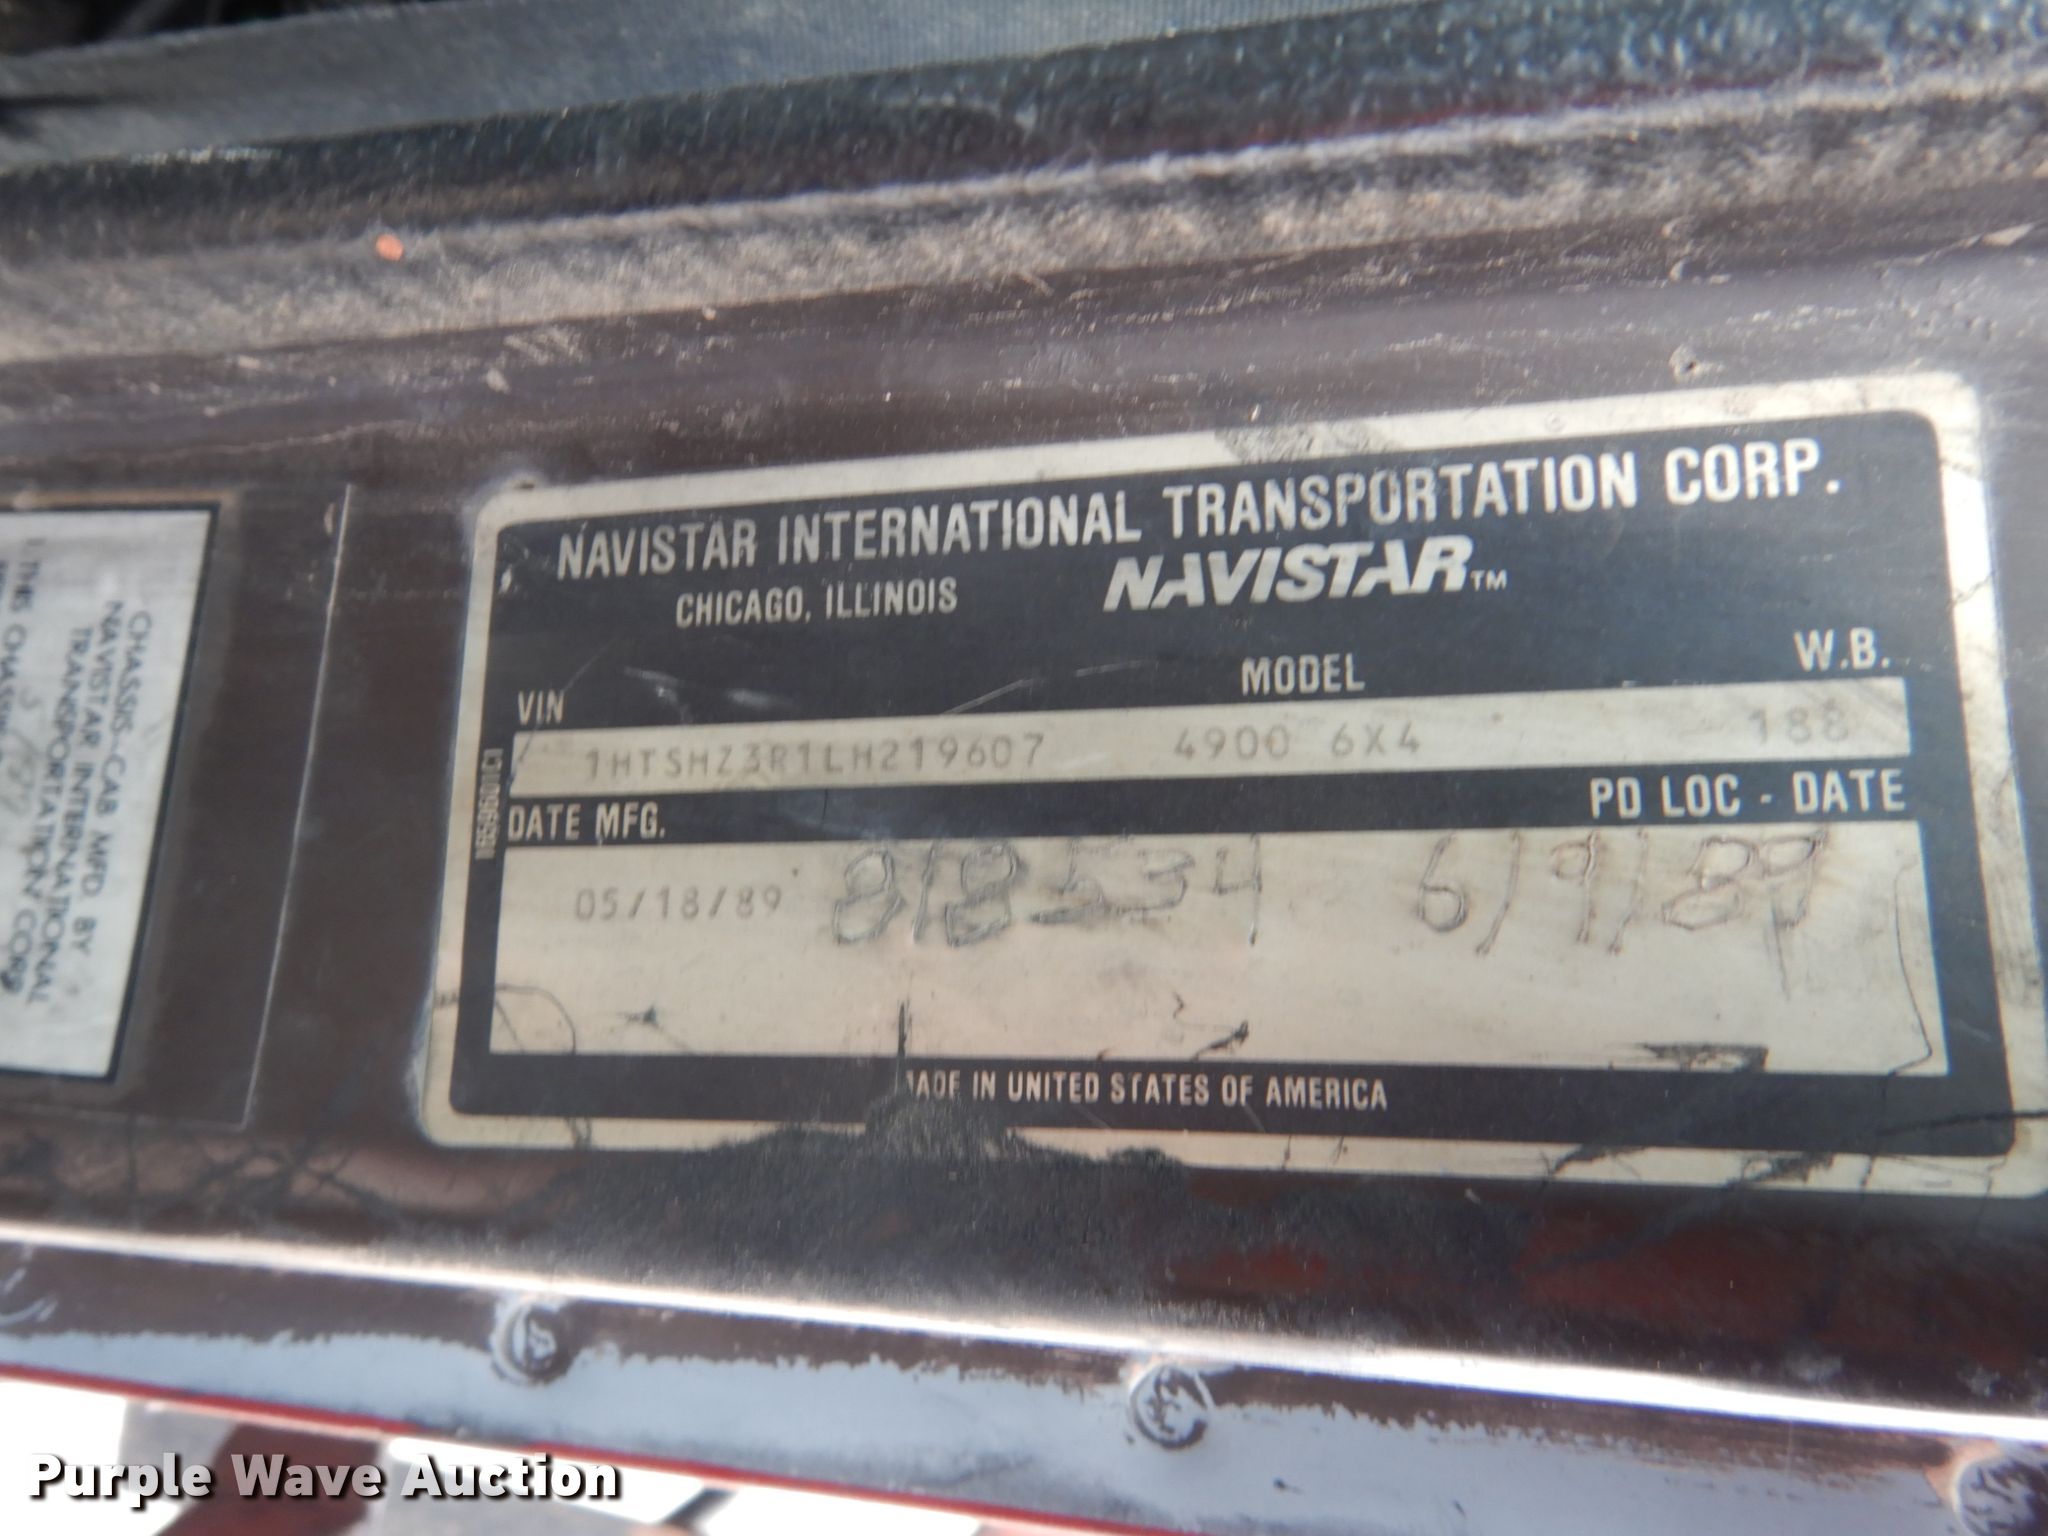 NAVISTAR INTERNATIONAL TRANSPORTATION CORP.
CHICAGO, ILLINOIS NAVISTAR™
VIN MODEL W.B.
1HTSHZ3R1LH219607 4900 6X4 188
DATE MFG. PD LOC - DATE
05/18/89 818534 6/9/89
IN UNITED STATES OF AMERICA
CHASSIS-CAB MFD. BY
NAVISTAR INTERNATIONAL
TRANSPORTATION CORP
THIS
Purple Wave Auction